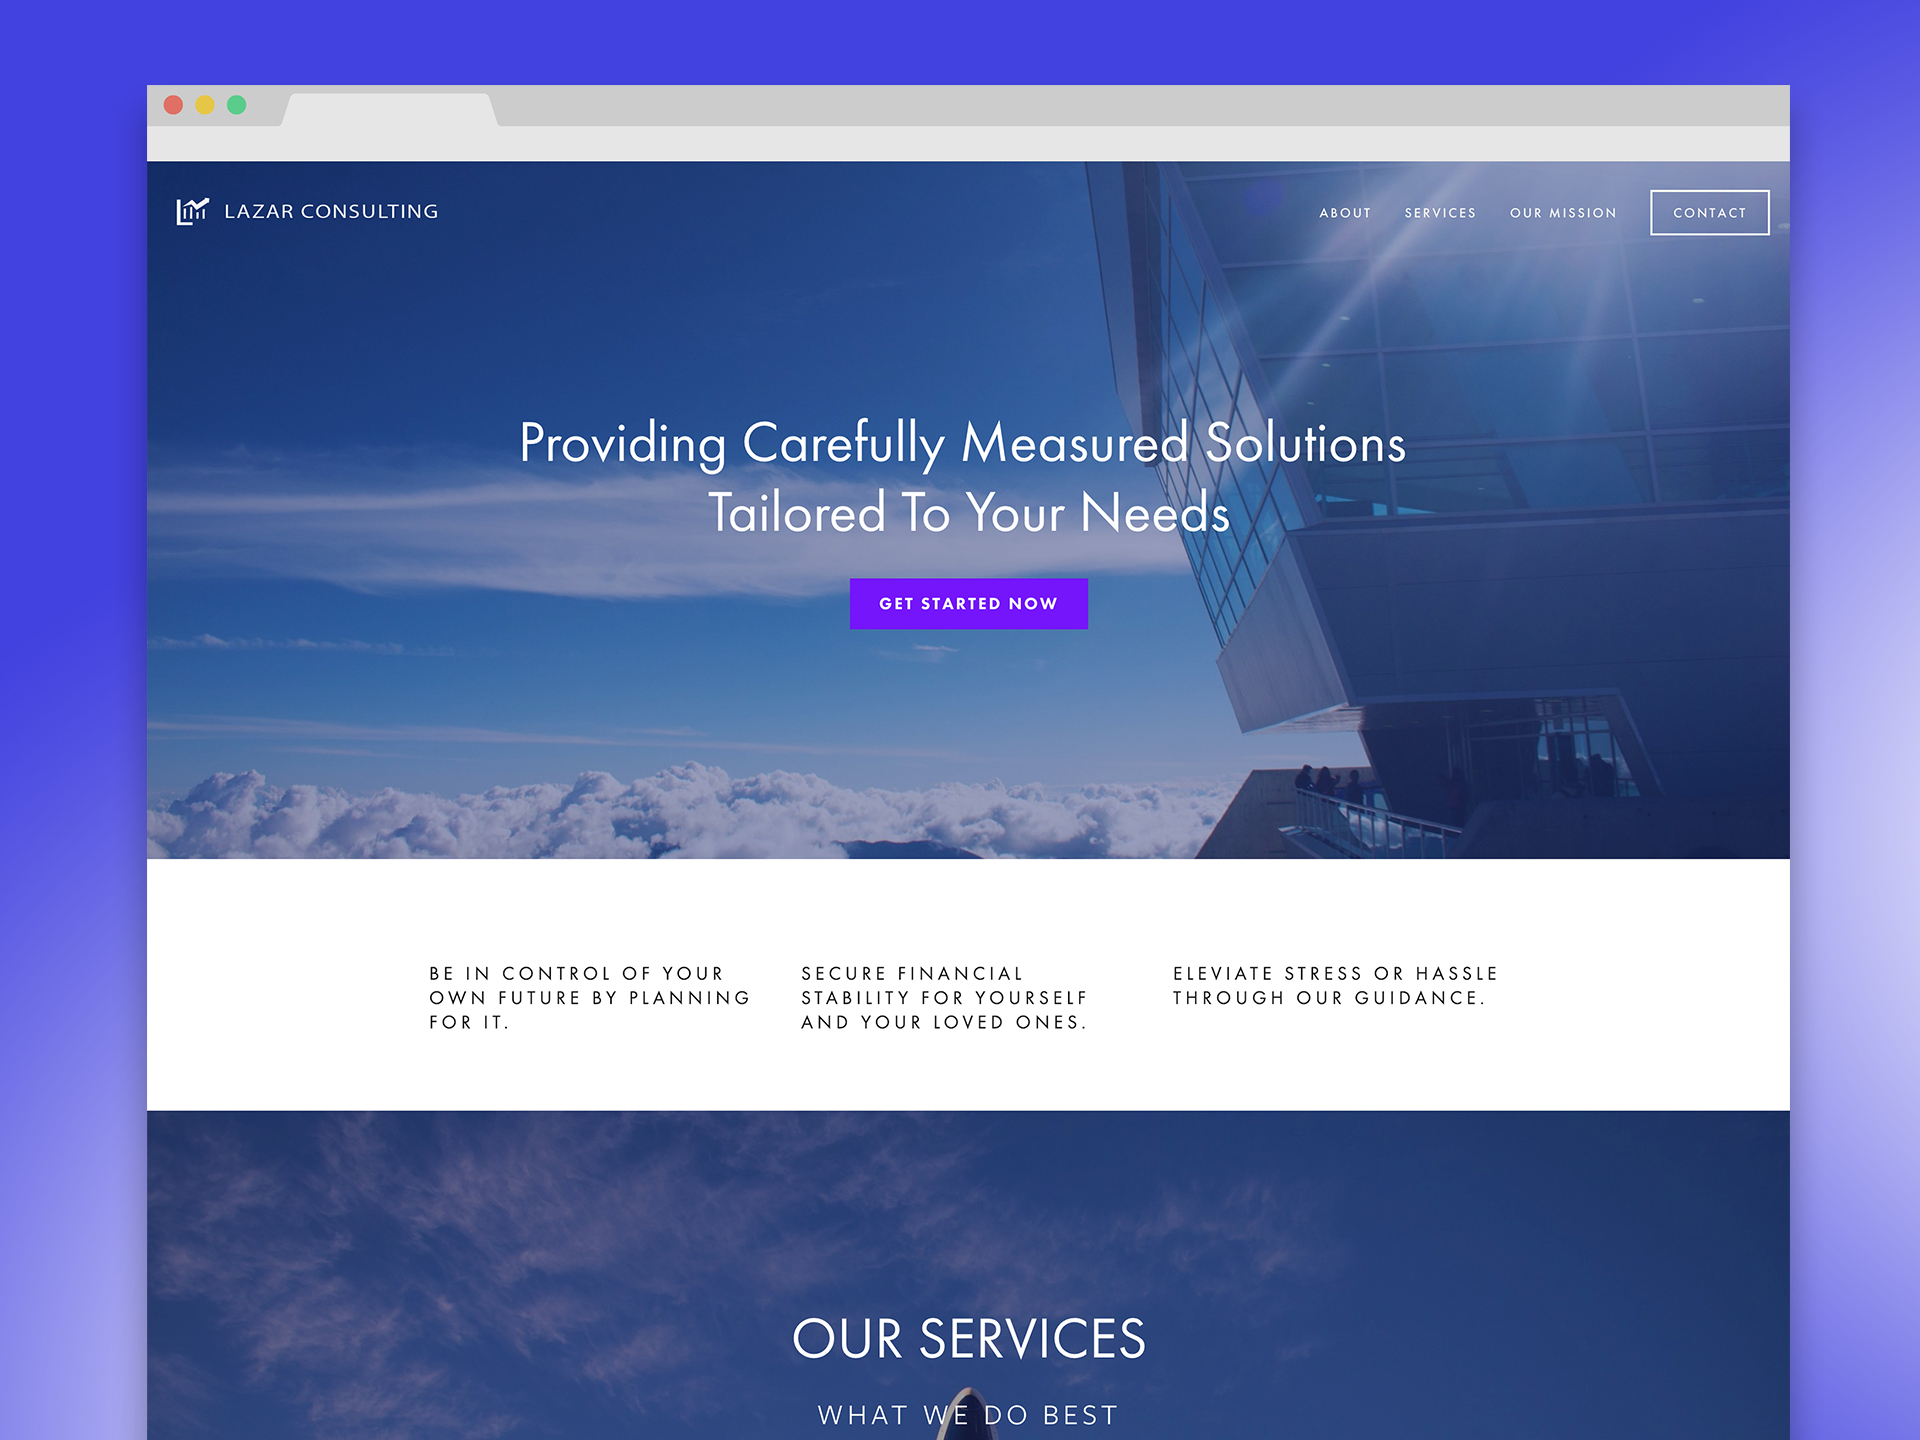 LAZAR CONSULTING
ABOUT SERVICES OUR MISSION CONTACT
Providing Carefully Measured Solutions
Tailored To Your Needs
GET STARTED NOW
BE IN CONTROL OF YOUR
OWN FUTURE BY PLANNING
FOR IT.
SECURE FINANCIAL
STABILITY FOR YOURSELF
AND YOUR LOVED ONES.
ELEVIATE STRESS OR HASSLE
THROUGH OUR GUIDANCE.
OUR SERVICES
WHAT WE DO BEST